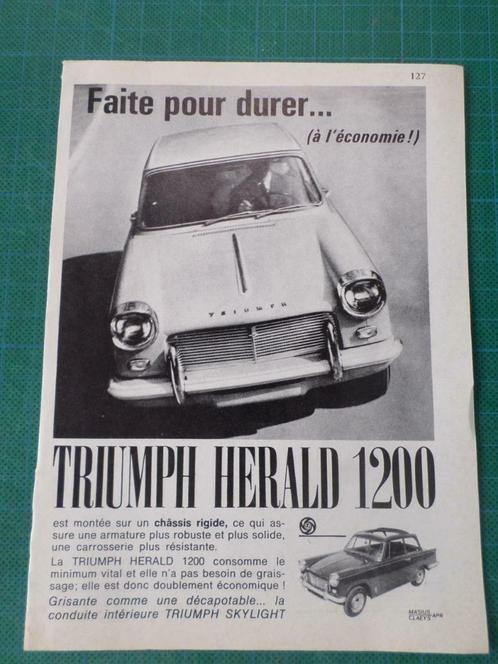 127
Faite pour durer...
(à l'économie!)
TRIUMPH
TRIUMPH HERALD 1200
est montée sur un châssis rigide, ce qui as-
sure une armature plus robuste et plus solide,
une carrosserie plus résistante.
La TRIUMPH HERALD 1200 consomme le
minimum vital et elle n'a pas besoin de grais-
sage; elle est donc doublement économique !
Grisante comme une décapotable... la
conduite intérieure TRIUMPH SKYLIGHT
MASIUS
CLAEYS